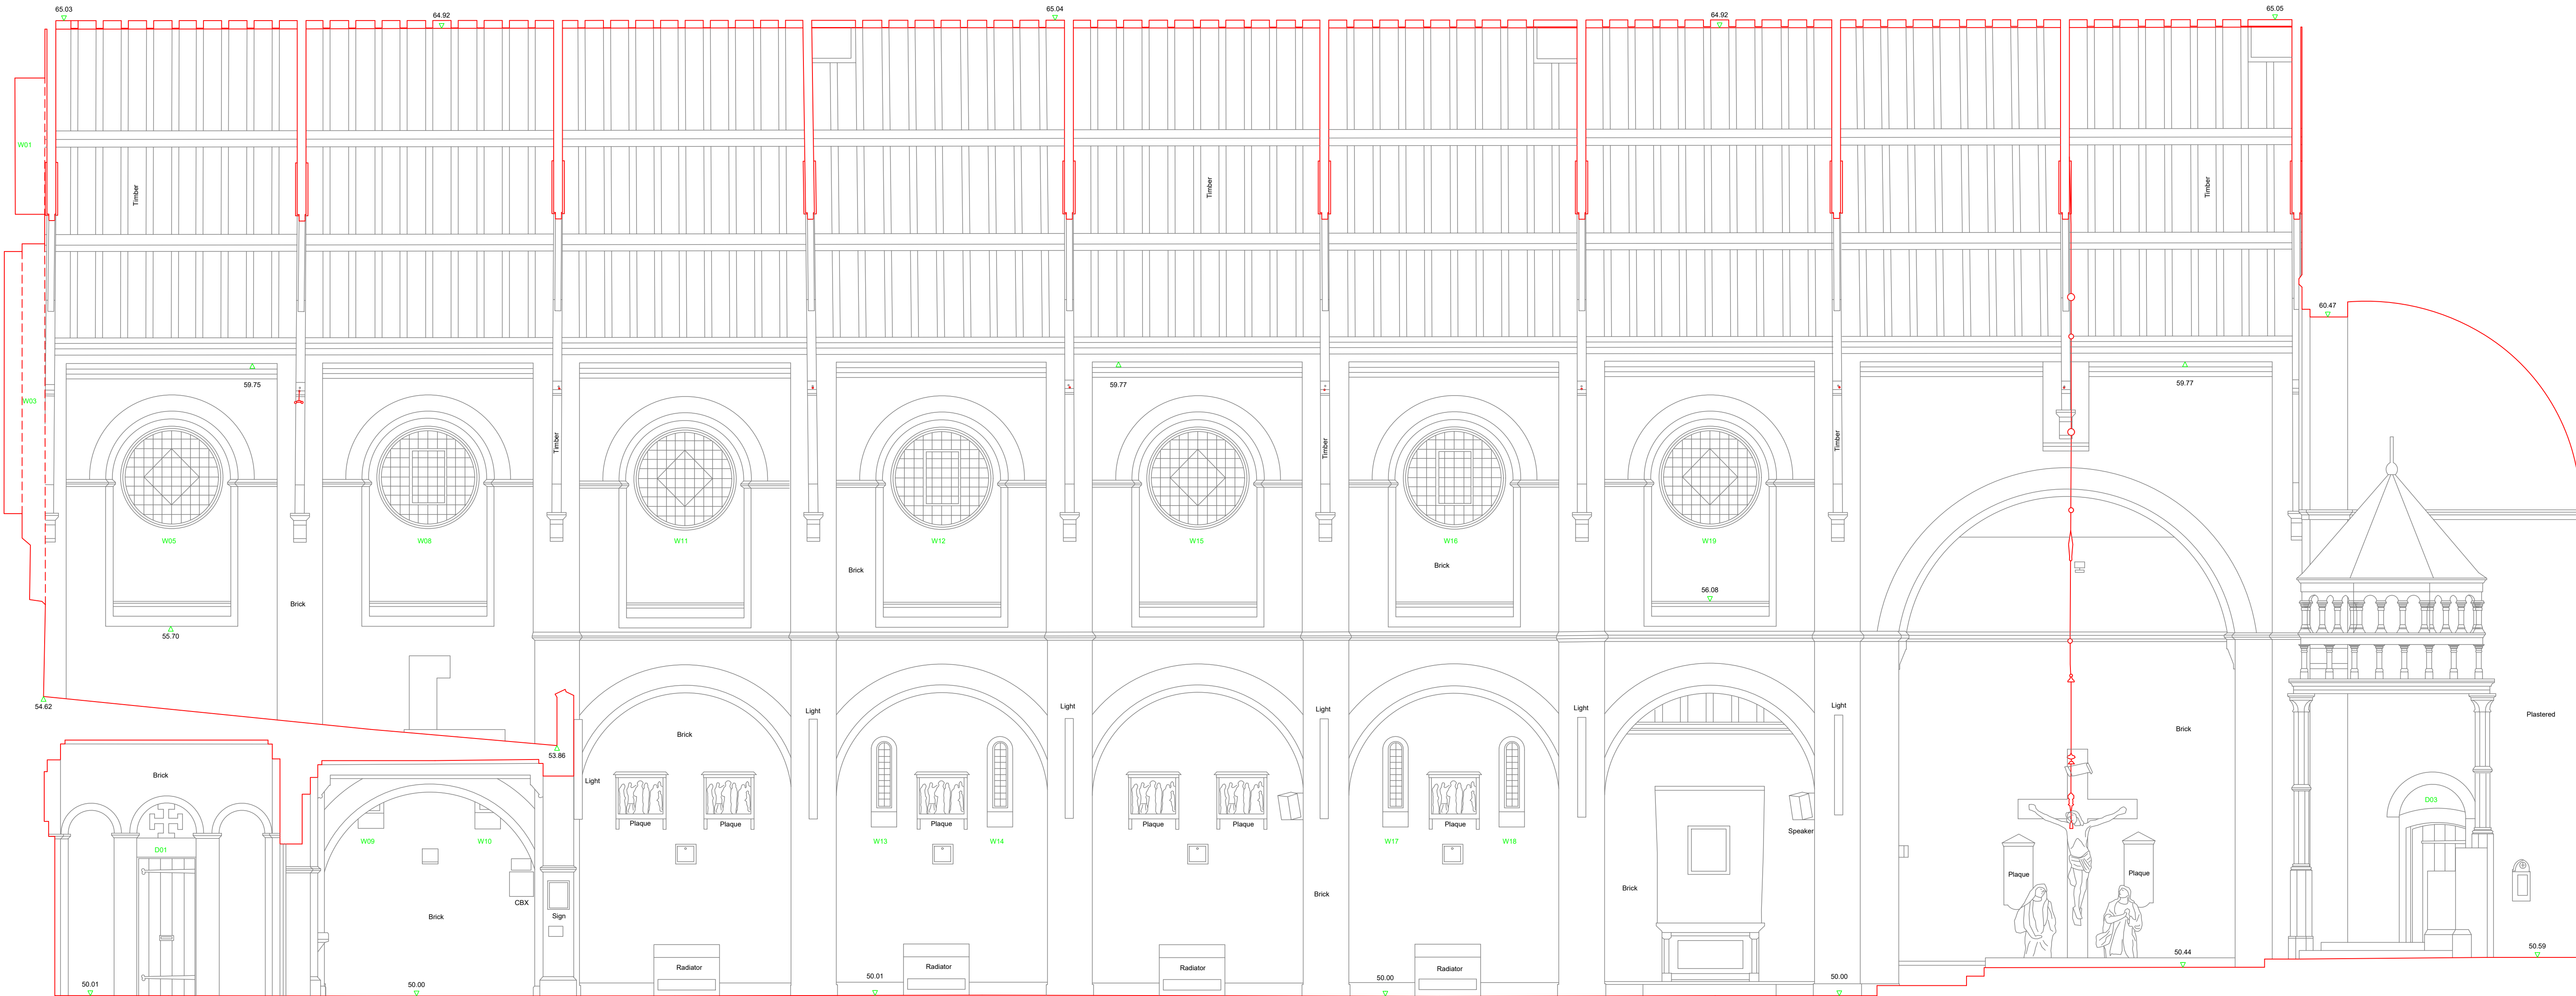 65.03
64.92
65.04
64.92
65.05
W01
Timber
Timber
Timber
60.47
59.75
59.77
59.77
W03
Timber
Timber
Timber
W05
W08
W11
W12
W15
W16
W19
Brick
Brick
Brick
56.08
55.70
54.62
Light
Light
Light
Light
Light
Plastered
Brick
Brick
53.86
Brick
Light
Plaque
Plaque
Plaque
Plaque
Plaque
Plaque
Speaker
D03
W09
W10
W13
W14
W17
W18
D01
Plaque
Plaque
Brick
Brick
CBX
Sign
Brick
50.59
50.44
Radiator
Radiator
Radiator
Radiator
50.01
50.00
50.01
50.00
50.00